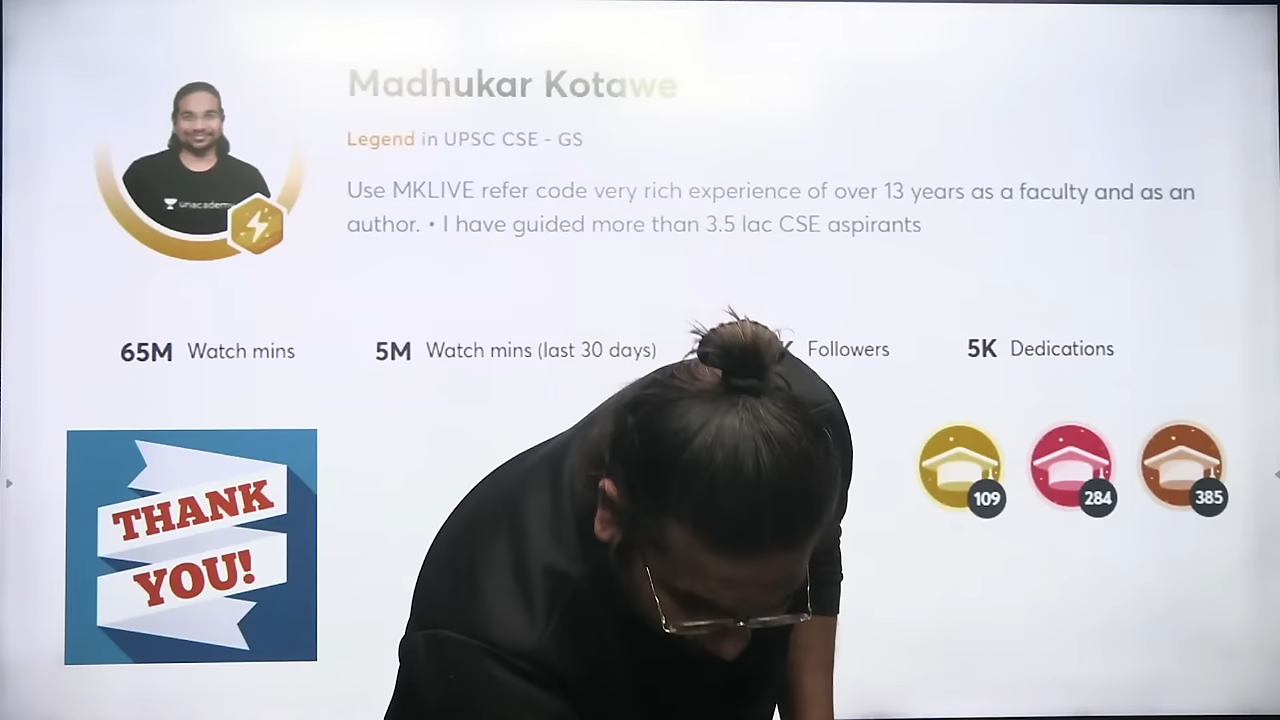 Madhukar Kotawe
Legend in UPSC CSE - GS
Use MKLIVE refer code very rich experience of over 13 years as a faculty and as an
author. • I have guided more than 3.5 lac CSE aspirants
unacademy
65M Watch mins
5M Watch mins (last 30 days)
K Followers
5K Dedications
THANK
YOU!
109
284
385